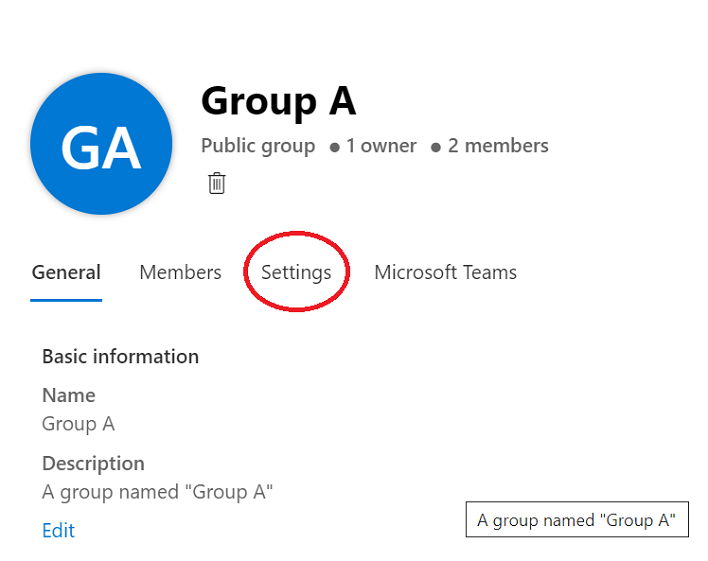 GA
Group A
Public group ● 1 owner ● 2 members
General Members Settings Microsoft Teams
Basic information
Name
Group A
Description
A group named "Group A"
Edit
A group named "Group A"